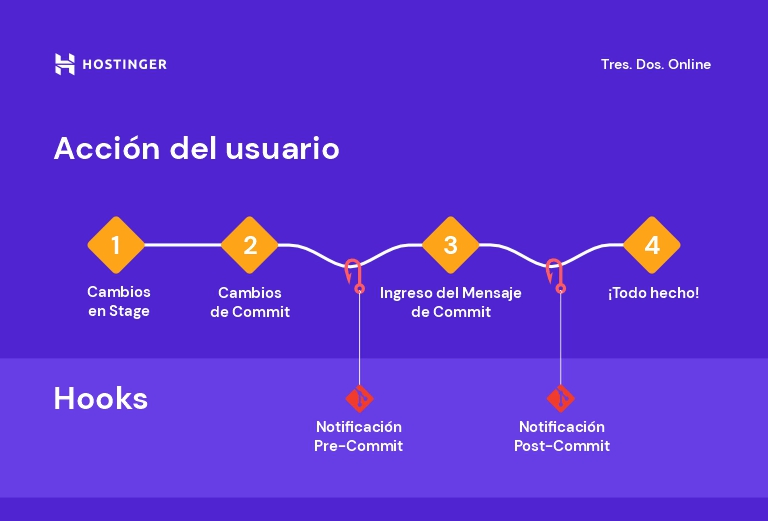 HOSTINGER
Tres. Dos. Online
Acción del usuario
1
2
3
4
Cambios
en Stage
Cambios
de Commit
Ingreso del Mensaje
de Commit
¡Todo hecho!
Hooks
Notificación
Pre-Commit
Notificación
Post-Commit